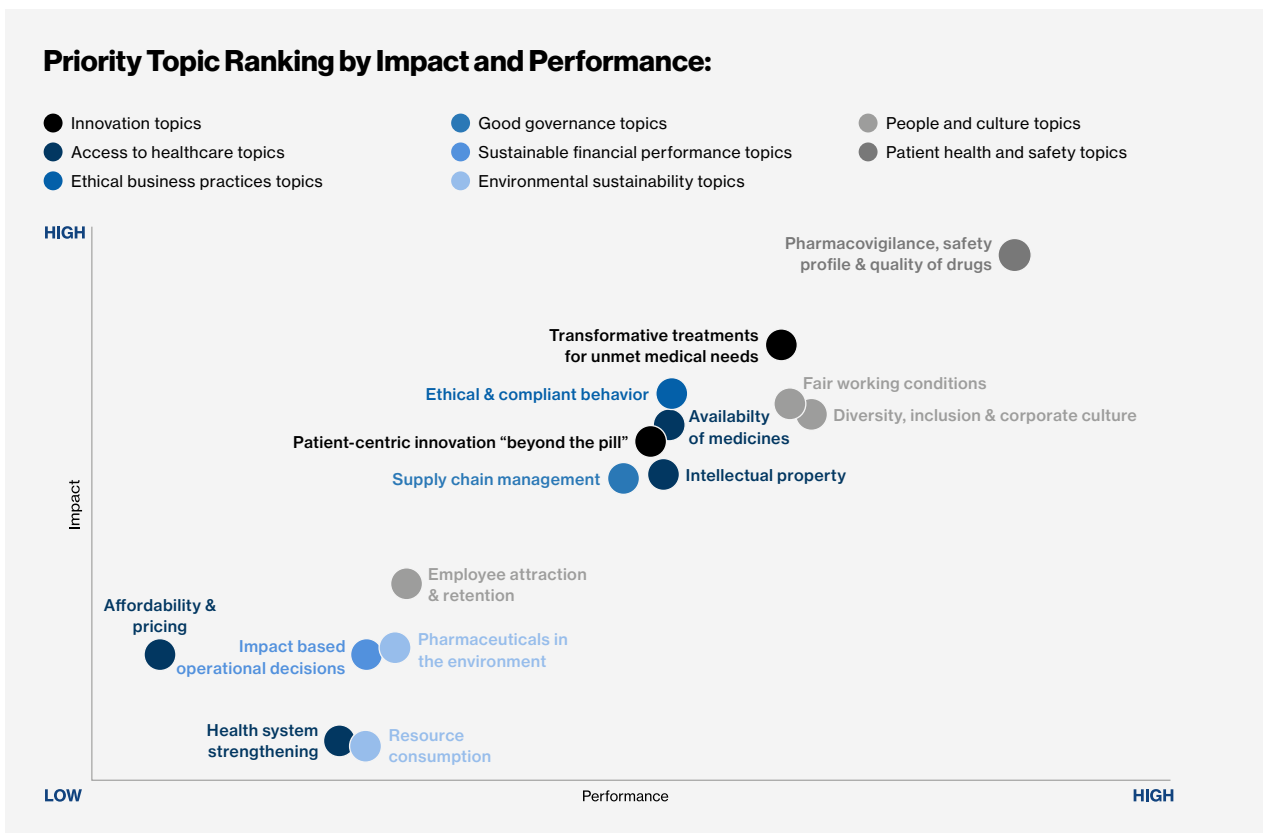 Priority Topic Ranking by Impact and Performance:
Innovation topics
Access to healthcare topics
Ethical business practices topics
Good governance topics
Sustainable financial performance topics
Environmental sustainability topics
People and culture topics
Patient health and safety topics
HIGH
Pharmacovigilance, safety
profile & quality of drugs
Transformative treatments
for unmet medical needs
Fair working conditions
Ethical & compliant behavior
Diversity, inclusion & corporate culture
Availabilty
of medicines
Patient-centric innovation “beyond the pill”
Supply chain management
Intellectual property
Impact
Employee attraction
& retention
Affordability &
pricing
Impact based
operational decisions
Pharmaceuticals in
the environment
Health system
strengthening
Resource
consumption
LOW
Performance
HIGH